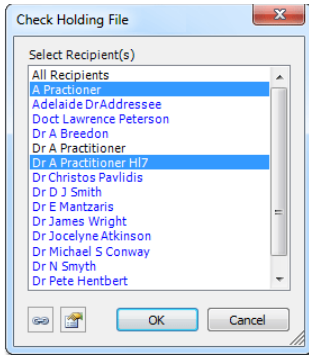 Check Holding File
Select Recipient(s)
All Recipients
A Practioner
Adelaide DrAddressee
Doct Lawrence Peterson
Dr A Breedon
Dr A Practitioner
Dr A Practitioner Hl7
Dr Christos Pavlidis
Dr D J Smith
Dr E Mantzaris
Dr James Wright
Dr Jocelyne Atkinson
Dr Michael S Conway
Dr N Smyth
Dr Pete Hentbert
OK Cancel